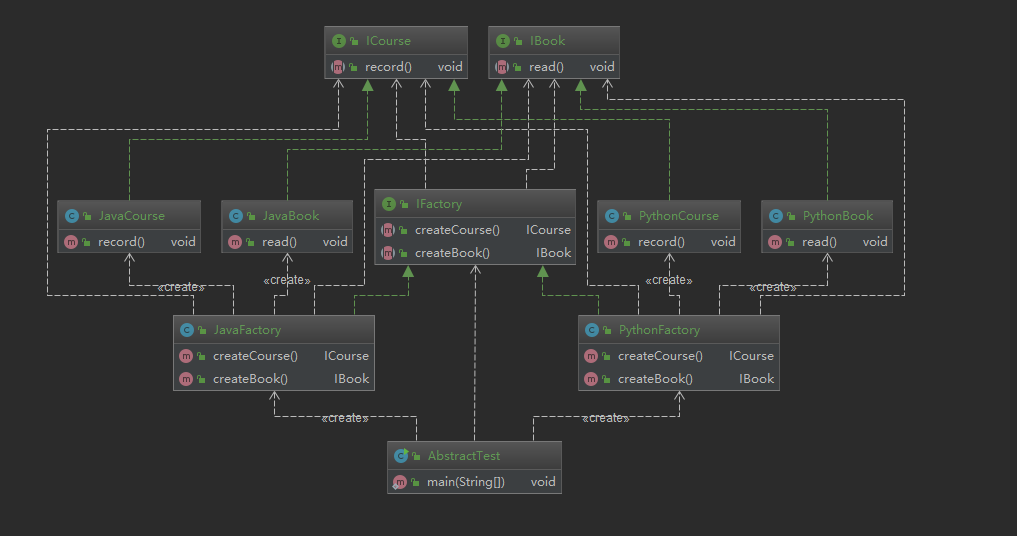 ICourse
record() void
IBook
read() void
JavaCourse
record() void
JavaBook
read() void
IFactory
createCourse() ICourse
createBook() IBook
PythonCourse
record() void
PythonBook
read() void
«create»
«create»
«create»
«create»
JavaFactory
createCourse() ICourse
createBook() IBook
PythonFactory
createCourse() ICourse
createBook() IBook
«create»
«create»
AbstractTest
main(String[]) void